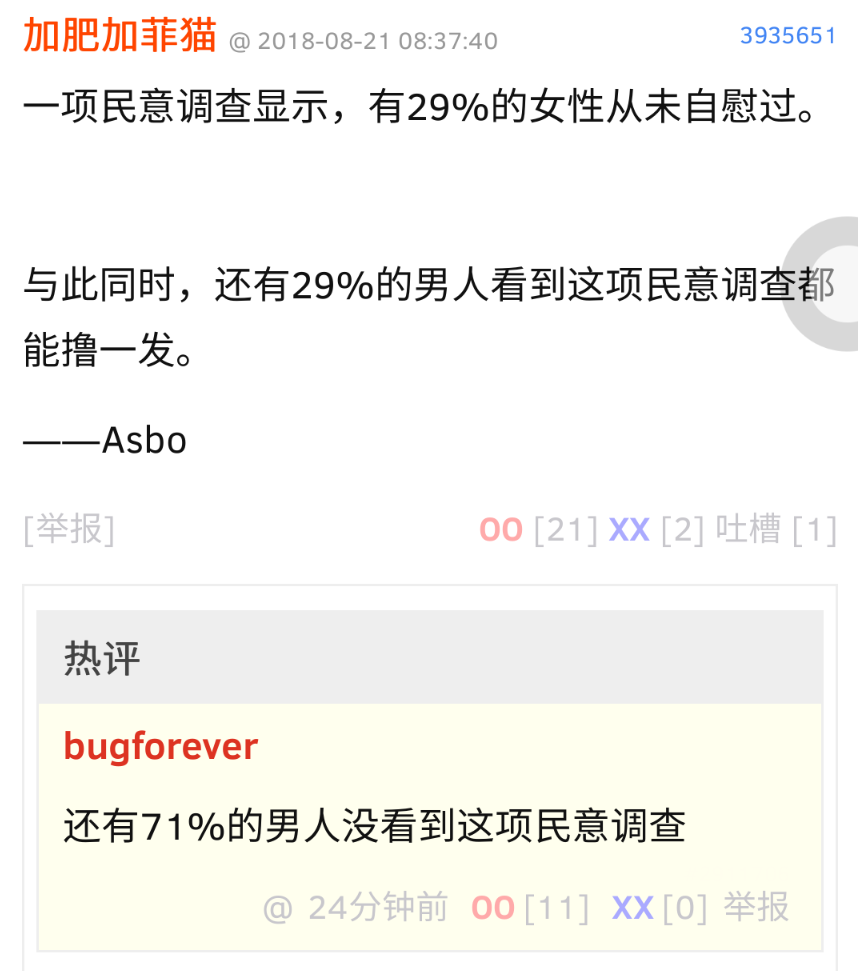 加肥加菲猫 @ 2018-08-21 08:37:40 3935651
一项民意调查显示，有29%的女性从未自慰过。
与此同时，还有29%的男人看到这项民意调查都
能撸一发。
——Asbo
[举报] OO [21] XX [2] 吐槽 [1]
热评
bugforever
还有71%的男人没看到这项民意调查
@ 24分钟前 OO [11] XX [0] 举报